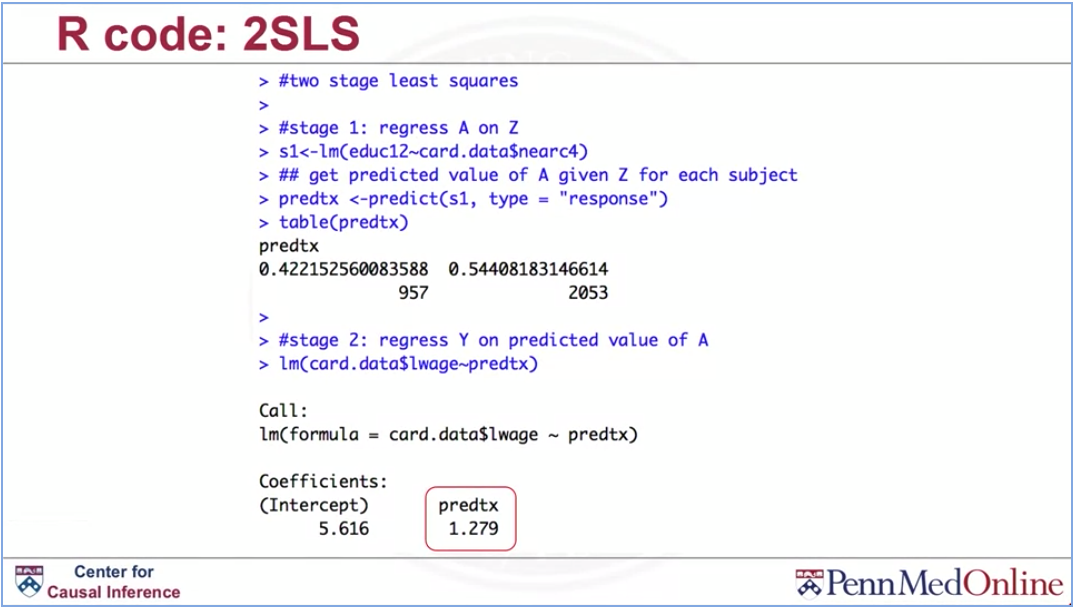 R code: 2SLS
> #two stage least squares
>
> #stage 1: regress A on Z
> s1<-lm(educ12~card.data$nearc4)
> ## get predicted value of A given Z for each subject
> predtx <-predict(s1, type = "response")
> table(predtx)
predtx
0.422152560083588 0.54408183146614
957 2053
>
> #stage 2: regress Y on predicted value of A
> lm(card.data$lwage~predtx)
Call:
lm(formula = card.data$lwage ~ predtx)
Coefficients:
(Intercept) predtx
5.616 1.279
Center for
Causal Inference
PennMedOnline